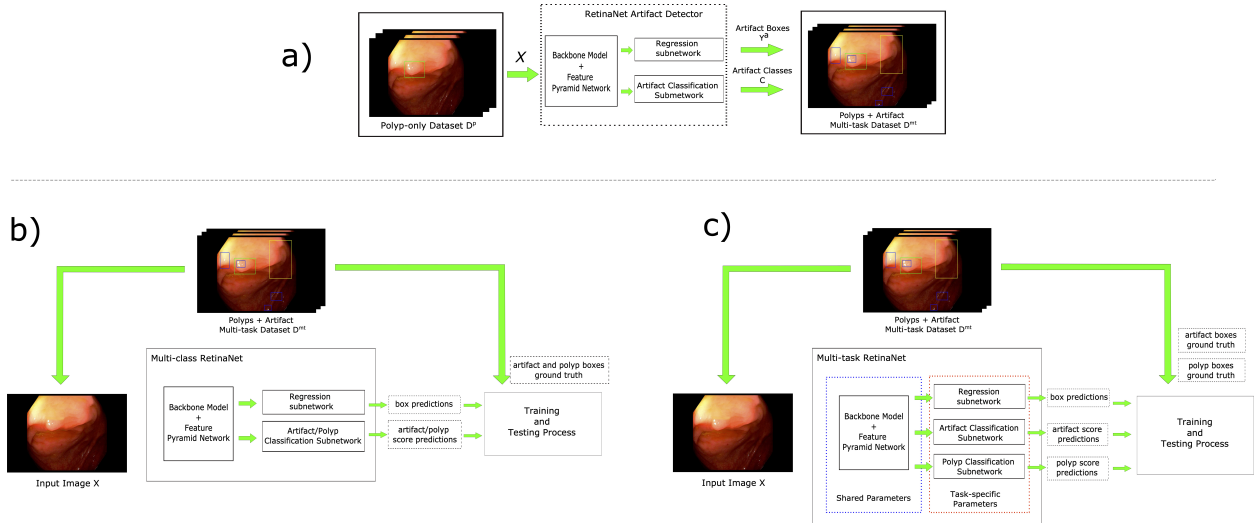 a)
Polyp-only Dataset Dᵖ
X
RetinaNet Artifact Detector
Backbone Model
+
Feature
Pyramid Network
Regression
subnetwork
Artifact Classification
Submetwork
Artifact Boxes
Yᵃ
Artifact Classes
C
Polyps + Artifact
Multi-task Dataset Dᵐᵗ
b)
Polyps + Artifact
Multi-task Dataset Dᵐᵗ
Input Image X
Multi-class RetinaNet
Backbone Model
+
Feature
Pyramid Network
Regression
subnetwork
Artifact/Polyp
Classification Subnetwork
box predictions
artifact/polyp
score predictions
artifact and polyp boxes
ground truth
Training
and
Testing Process
c)
Polyps + Artifact
Multi-task Dataset Dᵐᵗ
Input Image X
Multi-task RetinaNet
Backbone Model
+
Feature
Pyramid Network
Shared Parameters
Regression
subnetwork
Artifact Classification
Subnetwork
Polyp Classification
Subnetwork
Task-specific
Parameters
box predictions
artifact score
predictions
polyp score
predictions
artifact boxes
ground truth
polyp boxes
ground truth
Training
and
Testing Process